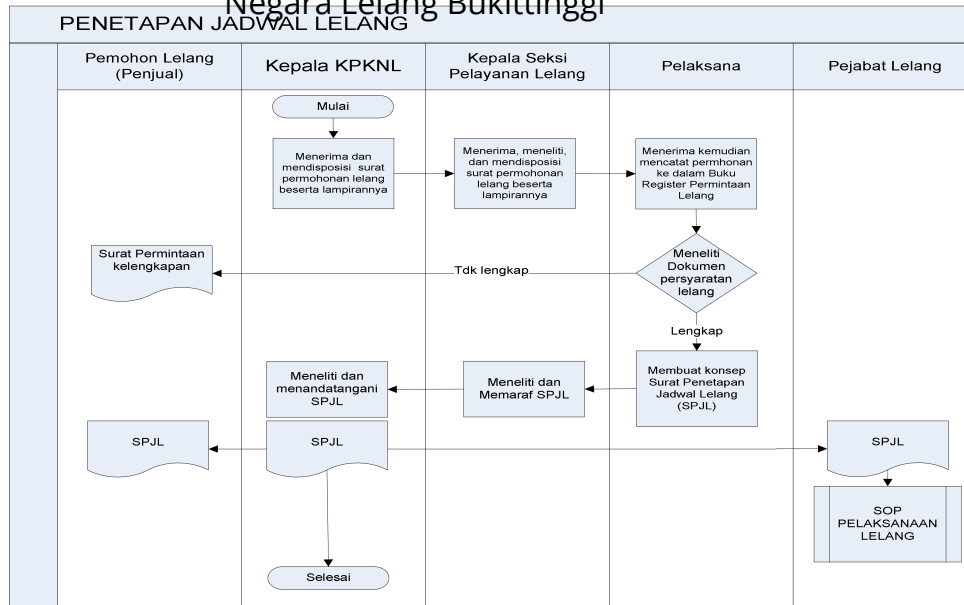 Negara Lelang Bukittinggi
PENETAPAN JADWAL LELANG
Pemohon Lelang
(Penjual)
Kepala KPKNL
Kepala Seksi
Pelayanan Lelang
Pelaksana
Pejabat Lelang
Mulai
Menerima dan
mendisposisi surat
permohonan lelang
beserta lampirannya
Menerima, meneliti,
dan mendisposisi
surat permohonan
lelang beserta
lampirannya
Menerima kemudian
mencatat permhonan
ke dalam Buku
Register Permintaan
Lelang
Surat Permintaan
kelengkapan
Tdk lengkap
Meneliti
Dokumen
persyaratan
lelang
Lengkap
Meneliti dan
menandatangani
SPJL
Meneliti dan
Memaraf SPJL
Membuat konsep
Surat Penetapan
Jadwal Lelang
(SPJL)
SPJL
SPJL
SPJL
SOP
PELAKSANAAN
LELANG
Selesai